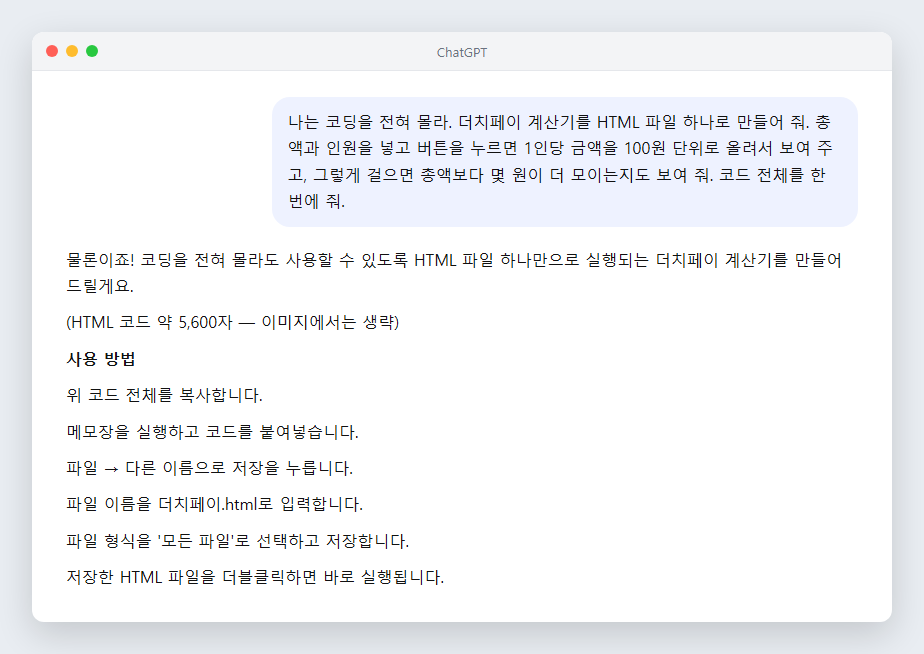 ChatGPT
나는 코딩을 전혀 몰라. 더치페이 계산기를 HTML 파일 하나로 만들어 줘. 총
액과 인원을 넣고 버튼을 누르면 1인당 금액을 100원 단위로 올려서 보여 주
고, 그렇게 걸으면 총액보다 몇 원이 더 모이는지도 보여 줘. 코드 전체를 한
번에 줘.
물론이죠! 코딩을 전혀 몰라도 사용할 수 있도록 HTML 파일 하나만으로 실행되는 더치페이 계산기를 만들어
드릴게요.
(HTML 코드 약 5,600자 — 이미지에서는 생략)
사용 방법
위 코드 전체를 복사합니다.
메모장을 실행하고 코드를 붙여넣습니다.
파일 → 다른 이름으로 저장을 누릅니다.
파일 이름을 더치페이.html로 입력합니다.
파일 형식을 '모든 파일'로 선택하고 저장합니다.
저장한 HTML 파일을 더블클릭하면 바로 실행됩니다.